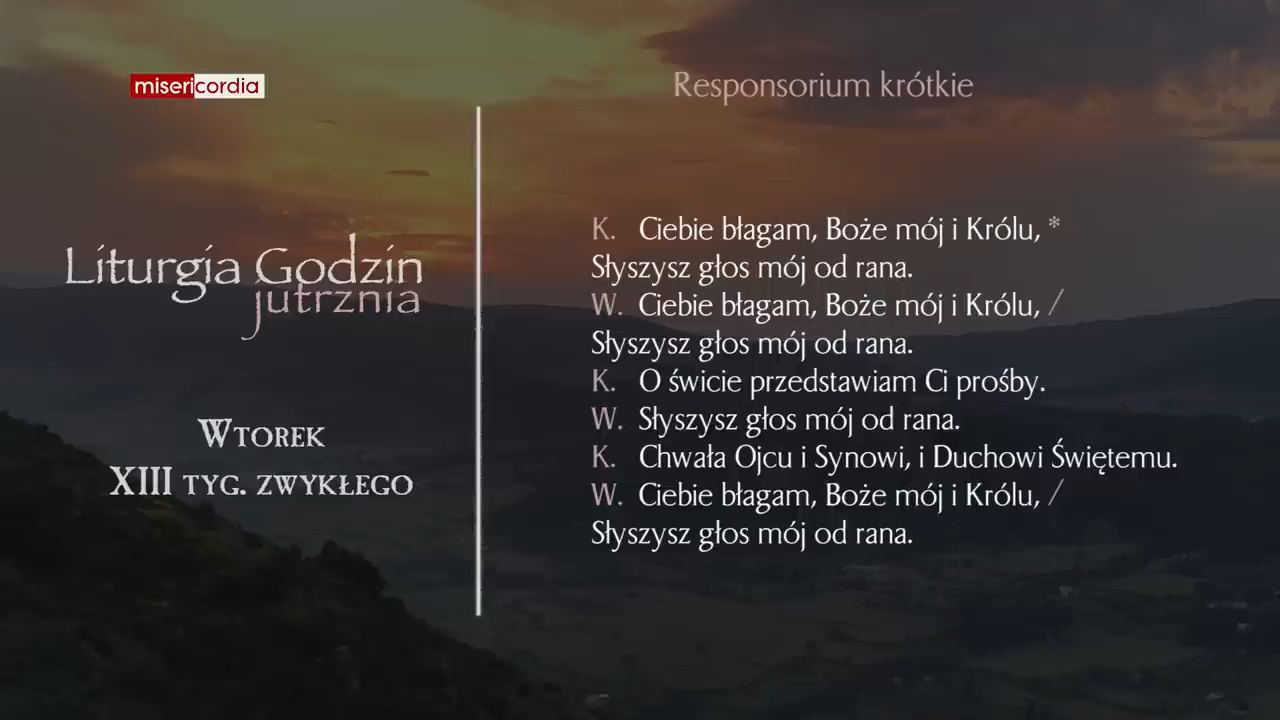 misericordia
Responsorium krótkie
Liturgia Godzin
jutrznia
Wtorek
XIII tyg. zwykłego
K. Ciebie błagam, Boże mój i Królu, *
Słyszysz głos mój od rana.
W. Ciebie błagam, Boże mój i Królu, /
Słyszysz głos mój od rana.
K. O świcie przedstawiam Ci prośby.
W. Słyszysz głos mój od rana.
K. Chwała Ojcu i Synowi, i Duchowi Świętemu.
W. Ciebie błagam, Boże mój i Królu, /
Słyszysz głos mój od rana.